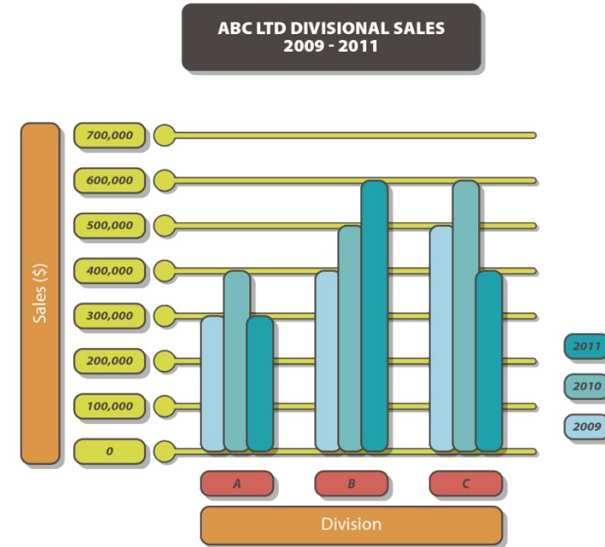 ABC LTD DIVISIONAL SALES
2009 - 2011
Sales ($)
700,000
600,000
500,000
400,000
300,000
200,000
100,000
0
2011
2010
2009
A B C
Division